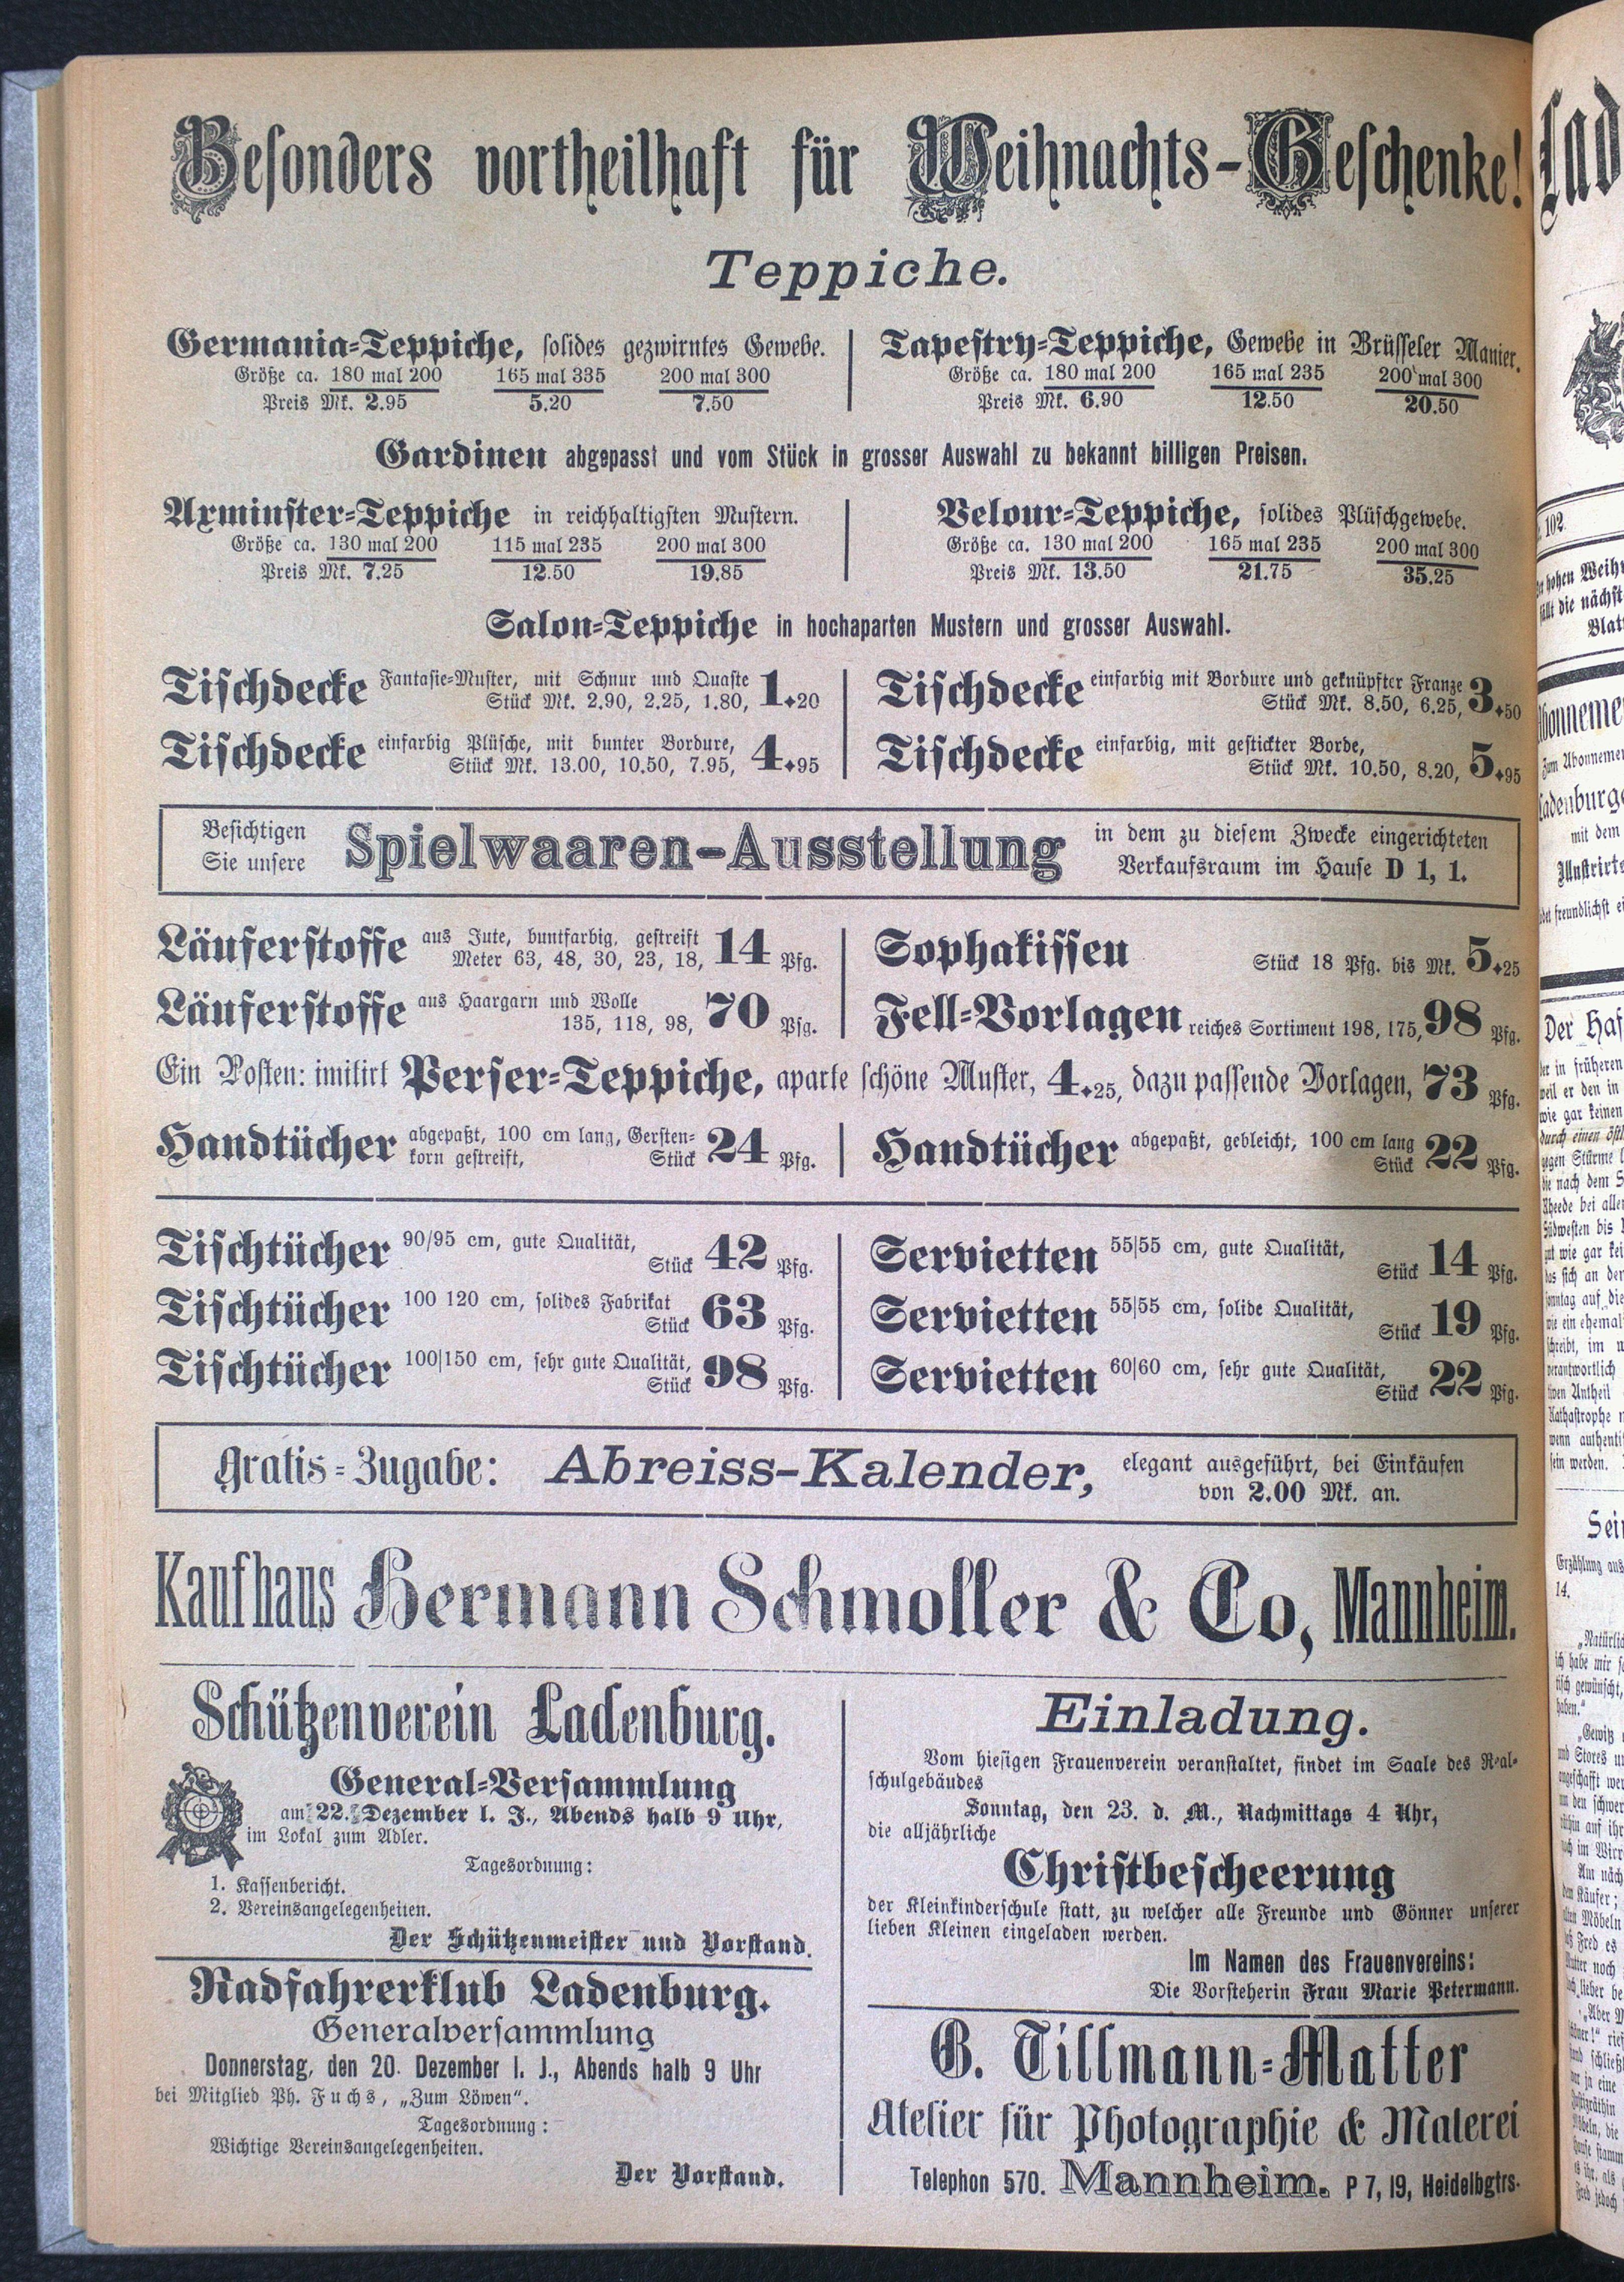 Besonders vortheilhaft für Weihnachts-Geschenke!
Teppiche.
Germania-Teppiche, solides gezwirntes Gewebe.
Größe ca. 180 mal 200 165 mal 335 200 mal 300
Preis Mk. 2.95 5.20 7.50
Tapestry-Teppiche, Gewebe in Brüsseler Manier.
Größe ca. 180 mal 200 165 mal 235 200 mal 300
Preis Mk. 6.90 12.50 20.50
Gardinen abgepasst und vom Stück in grosser Auswahl zu bekannt billigen Preisen.
Axminster-Teppiche in reichhaltigsten Mustern.
Größe ca. 130 mal 200 115 mal 235 200 mal 300
Preis Mk. 7.25 12.50 19.85
Velour-Teppiche, solides Plüschgewebe.
Größe ca. 130 mal 200 165 mal 235 200 mal 300
Preis Mk. 13.50 21.75 35.25
Salon-Teppiche in hochaparten Mustern und grosser Auswahl.
Tischdecke Fantasie-Muster, mit Schnur und Quaste
Stück Mk. 2.90, 2.25, 1.80, 1.20
Tischdecke einfarbig Plüsche, mit bunter Bordure,
Stück Mk. 13.00, 10.50, 7.95, 4.95
Tischdecke einfarbig mit Bordure und geknüpfter Franze
Stück Mk. 8.50, 6.25, 3.50
Tischdecke einfarbig, mit gestickter Borde,
Stück Mk. 10.50, 8.20, 5.95
Besichtigen
Sie unsere
Spielwaaren-Ausstellung
in dem zu diesem Zwecke eingerichteten
Verkaufsraum im Hause D 1, 1.
Läuferstoffe aus Jute, buntfarbig, gestreift
Meter 63, 48, 30, 23, 18, 14 Pfg.
Läuferstoffe aus Haargarn und Wolle
135, 118, 98, 70 Pfg.
Sophakissen Stück 18 Pfg. bis Mk. 5.25
Fell-Vorlagen reiches Sortiment 198, 175, 98 Pfg.
Ein Posten: imitirt Perser-Teppiche, aparte schöne Muster, 4.25, dazu passende Vorlagen, 73 Pfg.
Handtücher abgepaßt, 100 cm lang, Gersten-
korn gestreift, Stück 24 Pfg.
Handtücher abgepaßt, gebleicht, 100 cm lang
Stück 22 Pfg.
Tischtücher 90/95 cm, gute Qualität,
Stück 42 Pfg.
Tischtücher 100 120 cm, solides Fabrikat
Stück 63 Pfg.
Tischtücher 100|150 cm, sehr gute Qualität,
Stück 98 Pfg.
Servietten 55|55 cm, gute Qualität,
Stück 14 Pfg.
Servietten 55|55 cm, solide Qualität,
Stück 19 Pfg.
Servietten 60|60 cm, sehr gute Qualität,
Stück 22 Pfg.
Gratis-Zugabe: Abreiss-Kalender,
elegant ausgeführt, bei Einkäufen
von 2.00 Mk. an.
Kaufhaus Hermann Schmoller & Co, Mannheim.
Schützenverein Ladenburg.
General-Versammlung
am 22. Dezember l. J., Abends halb 9 Uhr,
im Lokal zum Adler.
Tagesordnung:
1. Kassenbericht.
2. Vereinsangelegenheiten.
Der Schützenmeister und Vorstand.
Radfahrerklub Ladenburg.
Generalversammlung
Donnerstag, den 20. Dezember l. J., Abends halb 9 Uhr
bei Mitglied Ph. Fuchs, „Zum Löwen“.
Tagesordnung:
Wichtige Vereinsangelegenheiten.
Der Vorstand.
Einladung.
Vom hiesigen Frauenverein veranstaltet, findet im Saale des Real-
schulgebäudes
Sonntag, den 23. d. M., Nachmittags 4 Uhr,
die alljährliche
Christbescheerung
der Kleinkinderschule statt, zu welcher alle Freunde und Gönner unserer
lieben Kleinen eingeladen werden.
Im Namen des Frauenvereins:
Die Vorsteherin Frau Marie Petermann.
G. Tillmann-Matter
Atelier für Photographie & Malerei
Telephon 570. Mannheim. P 7, 19, Heidelbgtrs.